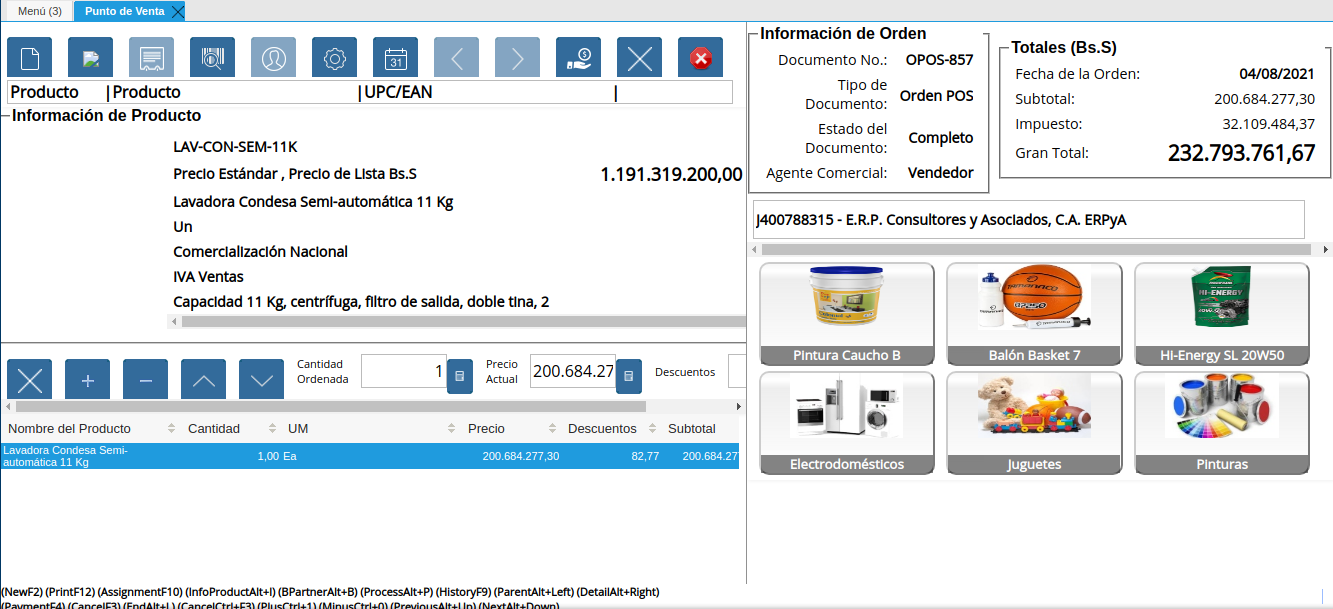 Menú (3)
Punto de Venta
31
Producto |Producto |UPC/EAN |
Información de Producto
LAV-CON-SEM-11K
Precio Estándar , Precio de Lista Bs.S 1.191.319.200,00
Lavadora Condesa Semi-automática 11 Kg
Un
Comercialización Nacional
IVA Ventas
Capacidad 11 Kg, centrífuga, filtro de salida, doble tina, 2
Cantidad Ordenada 1 Precio Actual 200.684.27 Descuentos
Nombre del Producto Cantidad UM Precio Descuentos Subtotal
Lavadora Condesa Semi-
automática 11 Kg 1,00 Ea 200.684.277,30 82,77 200.684.27
Información de Orden
Documento No.: OPOS-857
Tipo de
Documento: Orden POS
Estado del
Documento: Completo
Agente Comercial: Vendedor
Totales (Bs.S)
Fecha de la Orden: 04/08/2021
Subtotal: 200.684.277,30
Impuesto: 32.109.484,37
Gran Total: 232.793.761,67
J400788315 - E.R.P. Consultores y Asociados, C.A. ERPyA
TAMANACO
HI-ENERGY
Pintura Caucho B
Balón Basket 7
Hi-Energy SL 20W50
Electrodomésticos
Juguetes
Pinturas
(NewF2) (PrintF12) (AssignmentF10) (InfoProductAlt+I) (BPartnerAlt+B) (ProcessAlt+P) (HistoryF9) (ParentAlt+Left) (DetailAlt+Right)
(PaymentF4) (CancelF3) (EndAlt+L) (CancelCtrl+F3) (PlusCtrl+1) (MinusCtrl+0) (PreviousAlt+Up) (NextAlt+Down)